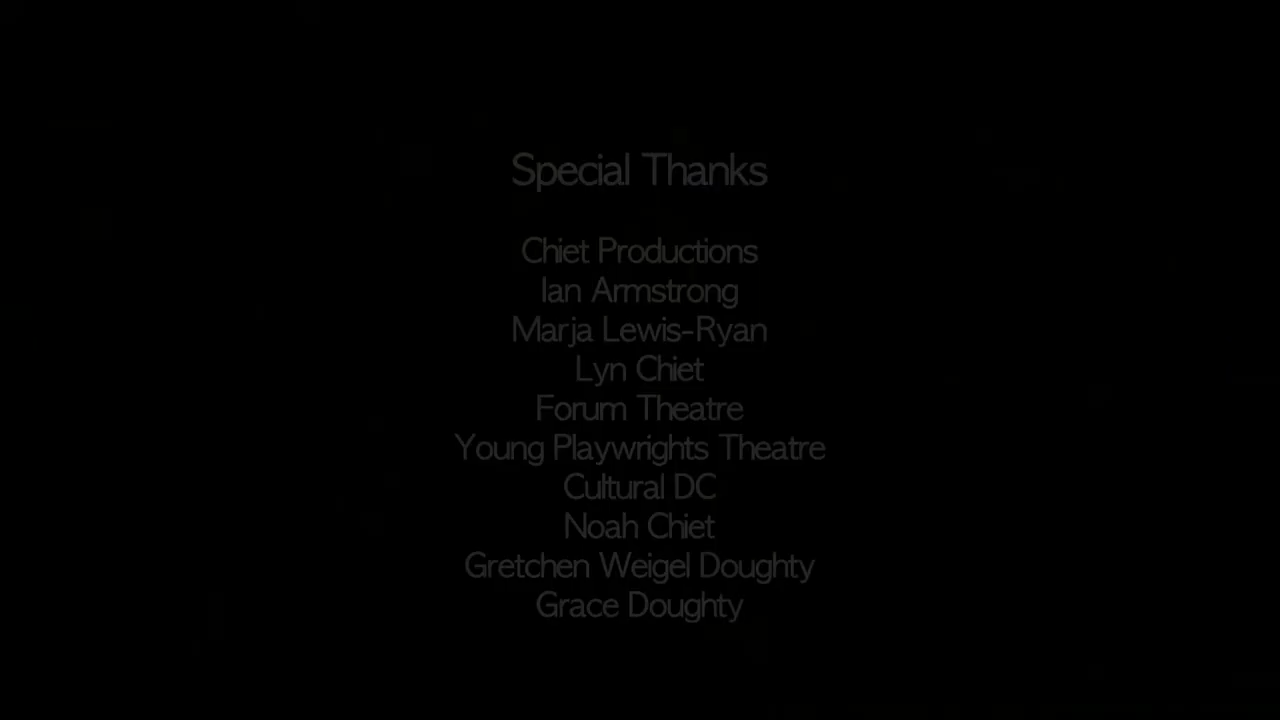 Special Thanks
Chiet Productions
Ian Armstrong
Marja Lewis-Ryan
Lyn Chiet
Forum Theatre
Young Playwrights Theatre
Cultural DC
Noah Chiet
Gretchen Weigel Doughty
Grace Doughty